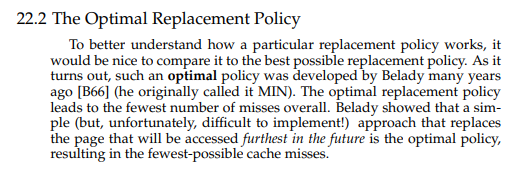 22.2 The Optimal Replacement Policy
To better understand how a particular replacement policy works, it
would be nice to compare it to the best possible replacement policy. As it
turns out, such an optimal policy was developed by Belady many years
ago [B66] (he originally called it MIN). The optimal replacement policy
leads to the fewest number of misses overall. Belady showed that a sim-
ple (but, unfortunately, difficult to implement!) approach that replaces
the page that will be accessed furthest in the future is the optimal policy,
resulting in the fewest-possible cache misses.